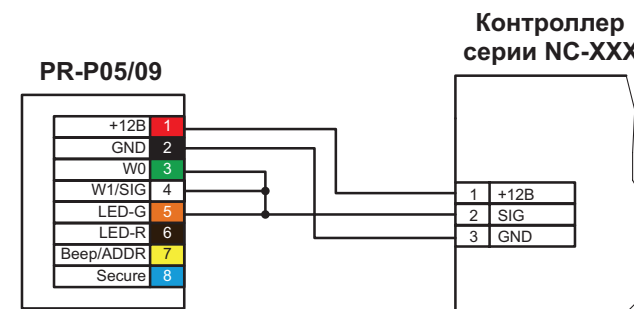 Контроллер
серии NC-XXX
PR-P05/09
+12В 1
GND 2
W0 3
W1/SIG 4
LED-G 5
LED-R 6
Beep/ADDR 7
Secure 8
1 +12В
2 SIG
3 GND